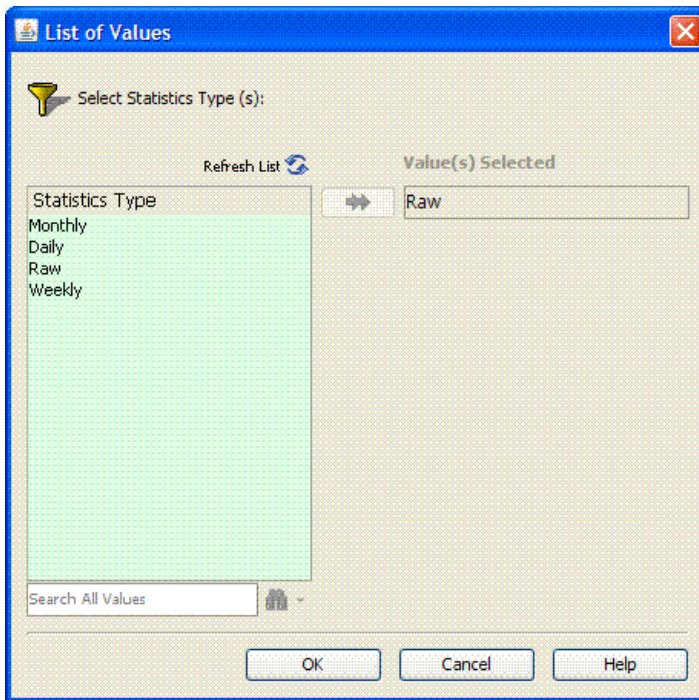 List of Values
Select Statistics Type (s):
Refresh List
Value(s) Selected
Statistics Type
Raw
Monthly
Daily
Raw
Weekly
Search All Values
OK
Cancel
Help